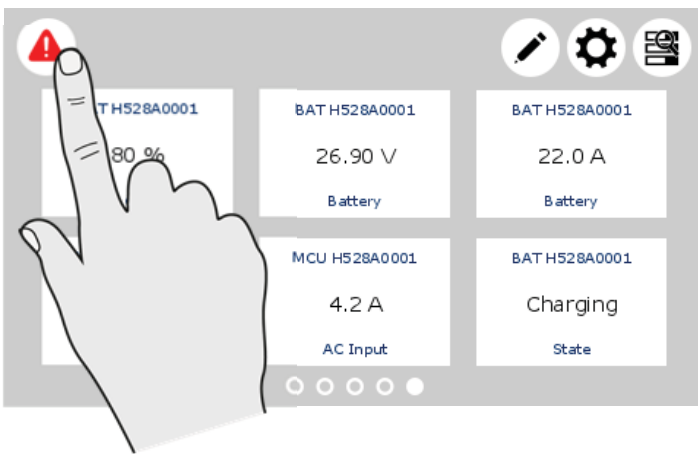 T H528A0001
BAT H528A0001
BAT H528A0001
80 %
26.90 V
22.0 A
Battery
Battery
MCU H528A0001
BAT H528A0001
4.2 A
Charging
AC Input
State